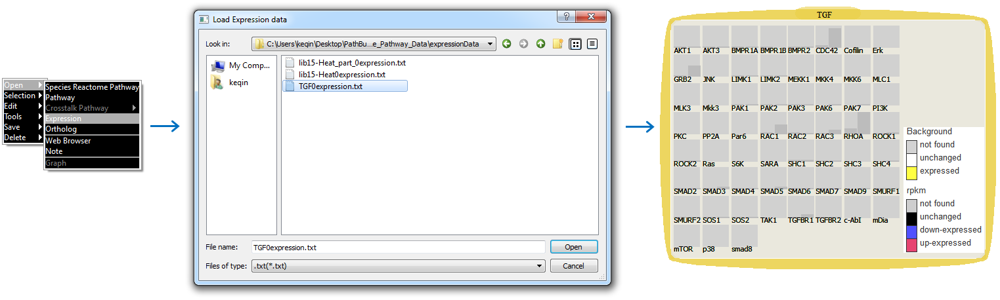 Open
Selection
Edit
Tools
Save
Delete
Species Reactome Pathway
Pathway
Crosstalk Pathway
Expression
Ortholog
Web Browser
Note
Graph
Load Expression data
Look in: C:\Users\keqin\Desktop\PathBu...e_Pathway_Data\expressionData
My Comp...
keqin
lib15-Heat_part_0expression.txt
lib15-Heat0expression.txt
TGF0expression.txt
File name: TGF0expression.txt Open
Files of type: .txt(*.txt) Cancel
TGF
AKT1 AKT3 BMPR1A BMPR1B BMPR2 CDC42 Cofilin Erk
GRB2 JNK LIMK1 LIMK2 MEKK1 MKK4 MKK6 MLC1
MLK3 Mkk3 PAK1 PAK2 PAK3 PAK6 PAK7 PI3K
PKC PP2A Par6 RAC1 RAC2 RAC3 RHOA ROCK1
ROCK2 Ras S6K SARA SHC1 SHC2 SHC3 SHC4
SMAD2 SMAD3 SMAD4 SMAD5 SMAD6 SMAD7 SMAD9 SMURF1
SMURF2 SOS1 SOS2 TAK1 TGFBR1 TGFBR2 c-AbI mDia
mTOR p38 smad8
Background
not found
unchanged
expressed
rpkm
not found
unchanged
down-expressed
up-expressed